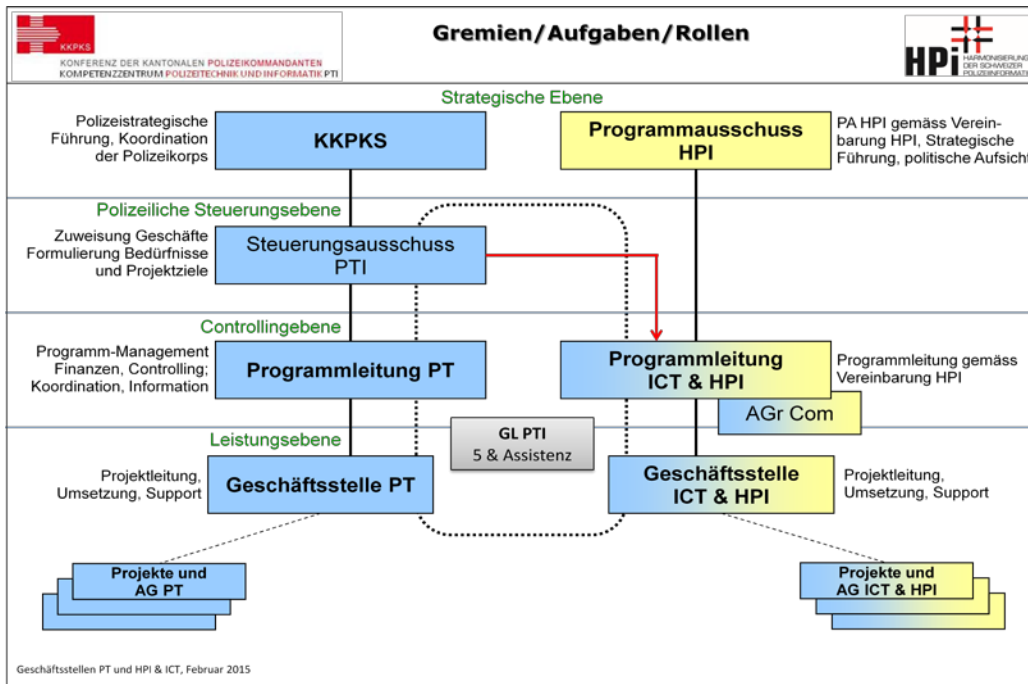 KKPKS
KONFERENZ DER KANTONALEN POLIZEIKOMMANDANTEN
KOMPETENZZENTRUM POLIZEITECHNIK UND INFORMATIK PTI
Gremien/Aufgaben/Rollen
HPi
HARMONISIERUNG
DER SCHWEIZER
POLIZEIINFORMATIK
Strategische Ebene
Polizeistrategische
Führung, Koordination
der Polizeikorps
KKPKS
Programmausschuss
HPI
PA HPI gemäss Verein-
barung HPI, Strategische
Führung, politische Aufsicht
Polizeiliche Steuerungsebene
Zuweisung Geschäfte
Formulierung Bedürfnisse
und Projektziele
Steuerungsausschuss
PTI
Controllingebene
Programm-Management
Finanzen, Controlling;
Koordination, Information
Programmleitung PT
Programmleitung
ICT & HPI
Programmleitung gemäss
Vereinbarung HPI
AGr Com
GL PTI
5 & Assistenz
Leistungsebene
Projektleitung,
Umsetzung, Support
Geschäftsstelle PT
Geschäftsstelle
ICT & HPI
Projektleitung,
Umsetzung, Support
Projekte und
AG PT
Projekte und
AG ICT & HPI
Geschäftsstellen PT und HPI & ICT, Februar 2015